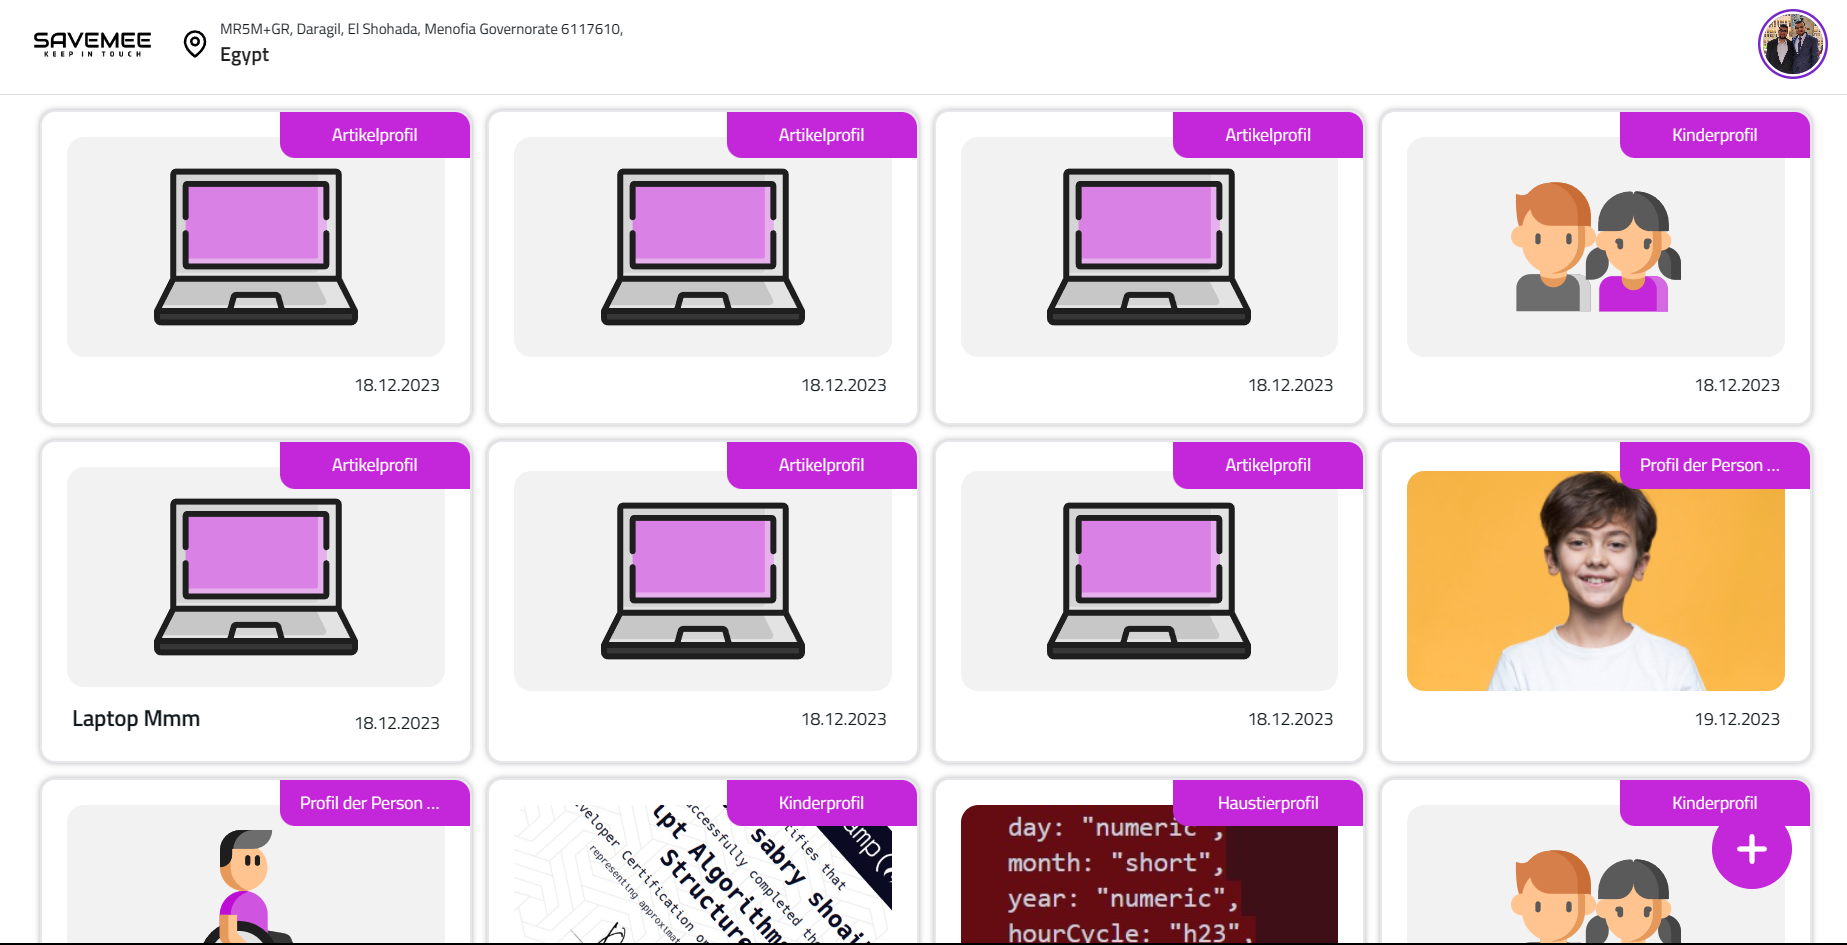 SAVEMEE
KEEP IN TOUCH
MR5M+GR, Daragil, El Shohada, Menofia Governorate 6117610,
Egypt
Artikelprofil
18.12.2023
Artikelprofil
18.12.2023
Artikelprofil
18.12.2023
Kinderprofil
18.12.2023
Artikelprofil
Laptop Mmm
18.12.2023
Artikelprofil
18.12.2023
Artikelprofil
18.12.2023
Profil der Person ...
19.12.2023
Profil der Person ...
Kinderprofil
amp(
tifies that
sabry shoai
ccessfully completed the
ipt Algorithm
Structure
veloper Certification
representing approximat
Haustierprofil
day: "numeric",
month: "short",
year: "numeric",
hourCycle: "h23",
Kinderprofil
+